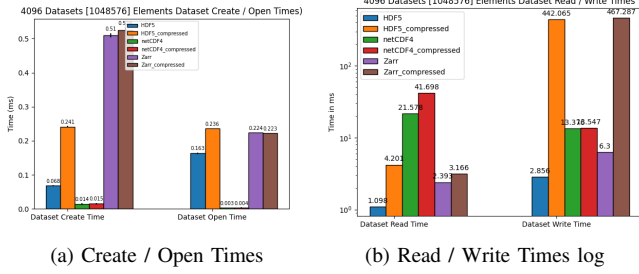 4096 Datasets [1048576] Elements Dataset Create / Open Times)
HDF5
HDF5_compressed
netCDF4
netCDF4_compressed
Zarr
Zarr_compressed
Time (ms)
0.5
0.4
0.3
0.2
0.1
0.0
0.068
0.241
0.014
0.015
0.51
0.163
0.236
0.003
0.004
0.224
0.223
Dataset Create Time
Dataset Open Time
(a) Create / Open Times
4096 Datasets [1048576] Elements Dataset Read / Write Times
HDF5
HDF5_compressed
netCDF4
netCDF4_compressed
Zarr
Zarr_compressed
Time in ms
10²
10¹
10⁰
1.098
4.201
21.578
41.698
2.393
3.166
2.856
442.065
13.376
13.547
6.3
467.287
Dataset Read Time
Dataset Write Time
(b) Read / Write Times log